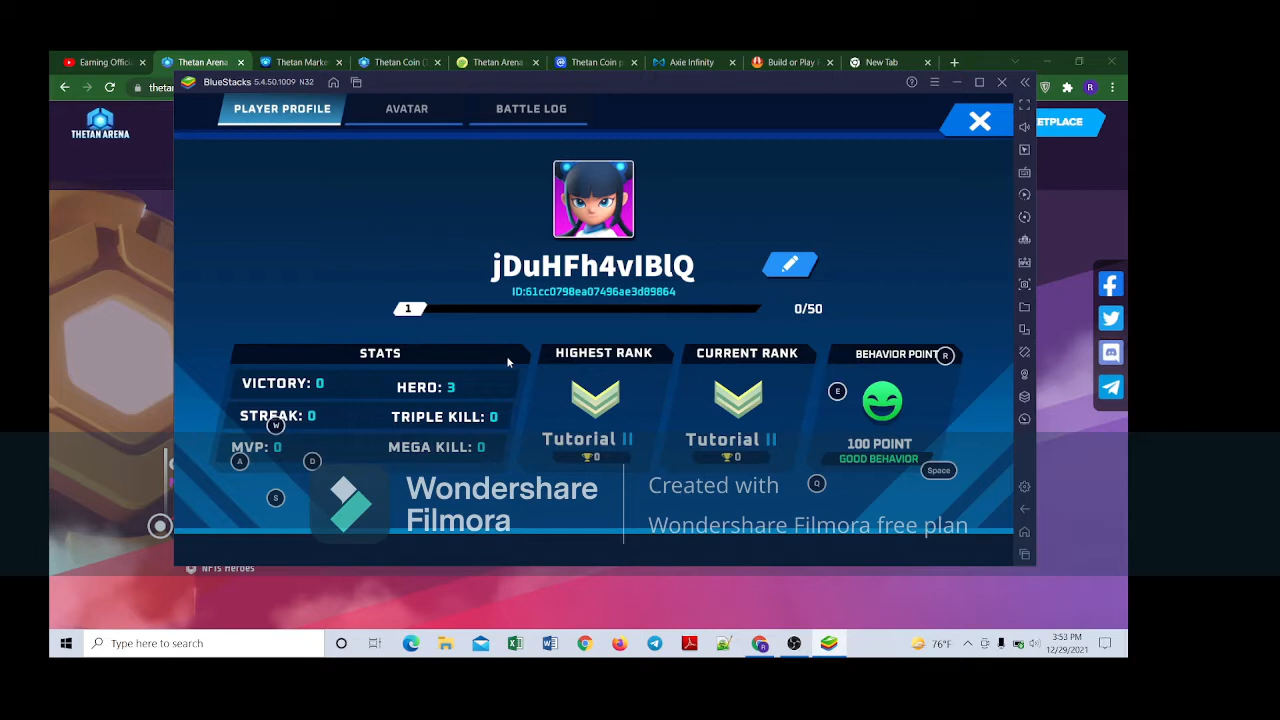 Earning Offici
Thetan Arena
Thetan Mark
Thetan Coin (
Thetan Arena
Thetan Coin p
Axie Infinity
Build or Play
New Tab
BlueStacks 5.4.50.1009 N32
theta
R
THETAN ARENA
PLAYER PROFILE
AVATAR
BATTLE LOG
ETPLACE
jDuHFh4vIBlQ
ID:61cc0798ea07496ae3d89864
1
0/50
STATS
HIGHEST RANK
CURRENT RANK
BEHAVIOR POINT
R
VICTORY: 0
HERO: 3
E
STREAK: 0
TRIPLE KILL: 0
W
MVP: 0
MEGA KILL: 0
Tutorial II
Tutorial II
100 POINT
0
0
GOOD BEHAVIOR
A
D
Space
S
Q
Wondershare
Filmora
Created with
Wondershare Filmora free plan
NFTs Heroes
Type here to search
76°F
3:53 PM
12/29/2021